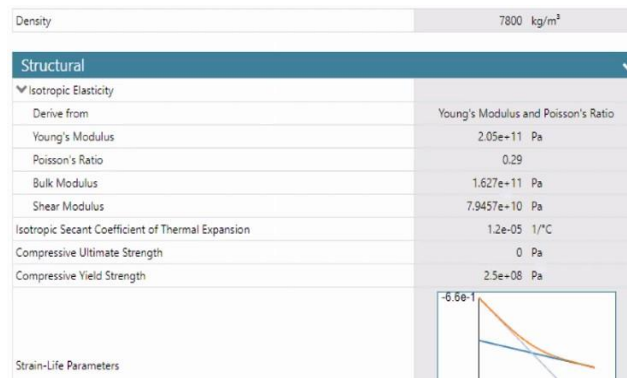 Density 7800 kg/m³
Structural
Isotropic Elasticity
Derive from Young's Modulus and Poisson's Ratio
Young's Modulus 2.05e+11 Pa
Poisson's Ratio 0.29
Bulk Modulus 1.627e+11 Pa
Shear Modulus 7.9457e+10 Pa
Isotropic Secant Coefficient of Thermal Expansion 1.2e-05 1/°C
Compressive Ultimate Strength 0 Pa
Compressive Yield Strength 2.5e+08 Pa
-6.6e-1
Strain-Life Parameters